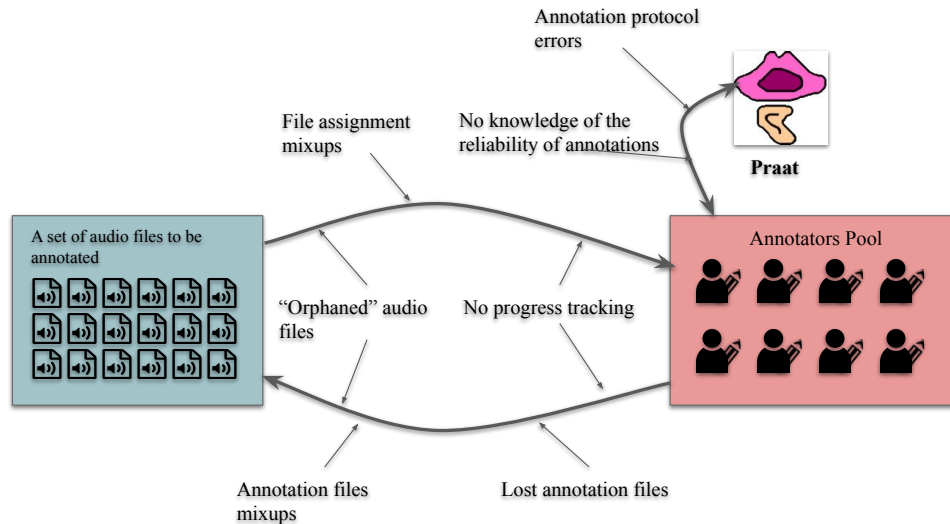 Annotation protocol
errors
File assignment
mixups
No knowledge of the
reliability of annotations
Praat
A set of audio files to be
annotated
Annotators Pool
“Orphaned” audio
files
No progress tracking
Annotation files
mixups
Lost annotation files